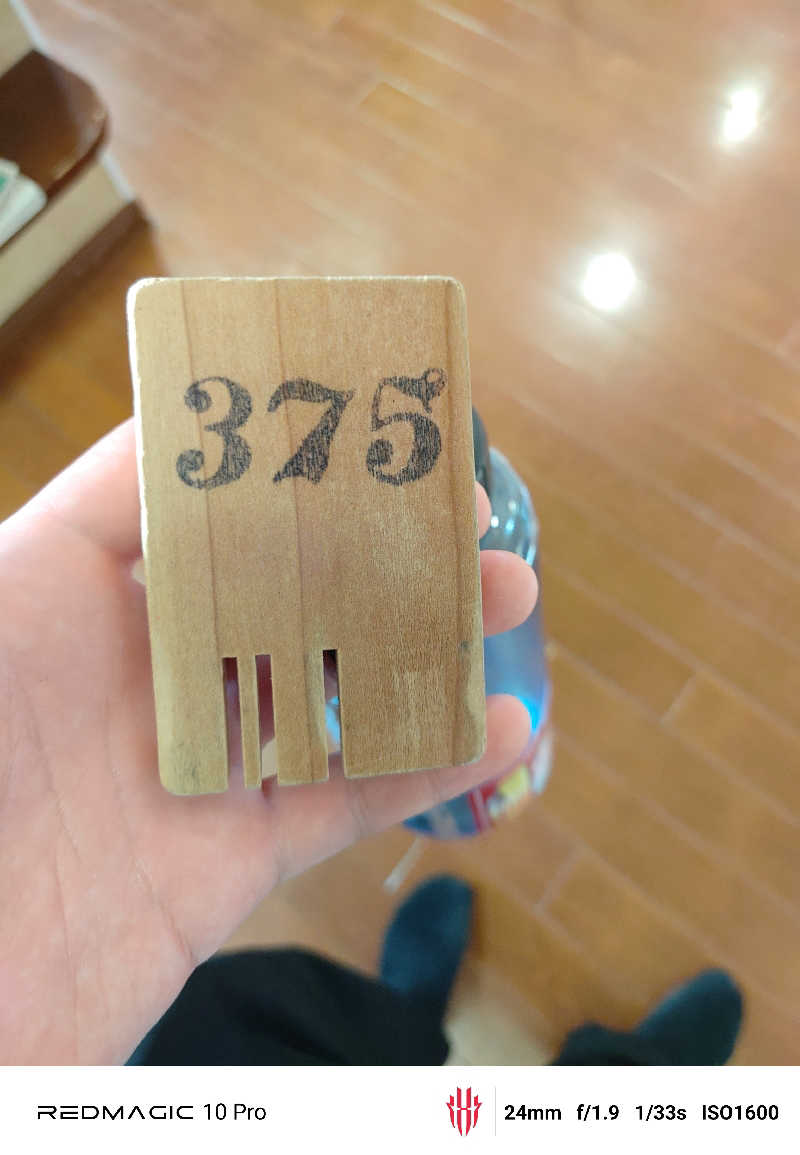 375
REDMAGIC 10 Pro
24mm f/1.9 1/33s ISO1600